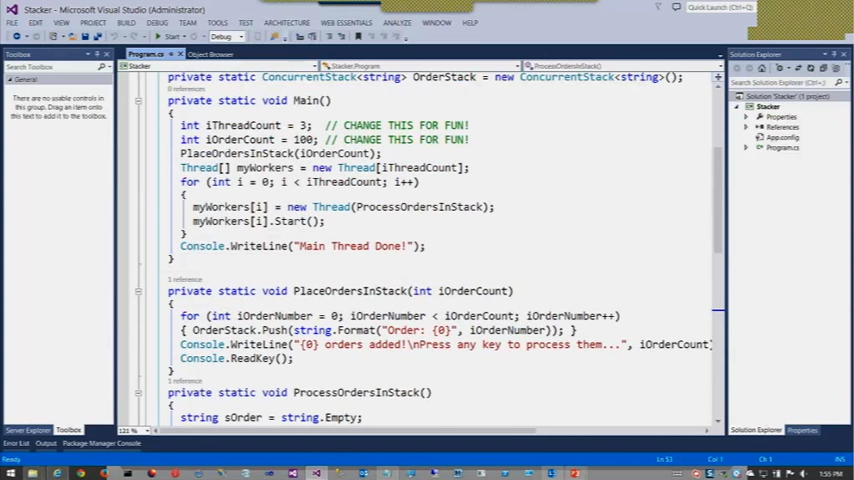 Stacker - Microsoft Visual Studio (Administrator)
Quick Launch (Ctrl+Q)
FILE EDIT VIEW PROJECT BUILD DEBUG TEAM TOOLS TEST ARCHITECTURE WEB ESSENTIALS ANALYZE WINDOW HELP
Start Debug
Toolbox
Search Toolbox
General
There are no usable controls in
this group. Drag an item onto
this text to add it to the toolbox.
Program.cs Object Browser
Stacker Stacker.Program ProcessOrdersInStack()
private static ConcurrentStack<string> OrderStack = new ConcurrentStack<string>();
0 references
private static void Main()
{
int iThreadCount = 3; // CHANGE THIS FOR FUN!
int iOrderCount = 100; // CHANGE THIS FOR FUN!
PlaceOrdersInStack(iOrderCount);
Thread[] myWorkers = new Thread[iThreadCount];
for (int i = 0; i < iThreadCount; i++)
{
myWorkers[i] = new Thread(ProcessOrdersInStack);
myWorkers[i].Start();
}
Console.WriteLine("Main Thread Done!");
}
1 reference
private static void PlaceOrdersInStack(int iOrderCount)
{
for (int iOrderNumber = 0; iOrderNumber < iOrderCount; iOrderNumber++)
{ OrderStack.Push(string.Format("Order: {0}", iOrderNumber)); }
Console.WriteLine("{0} orders added!\nPress any key to process them...", iOrderCount)
Console.ReadKey();
}
1 reference
private static void ProcessOrdersInStack()
{
string sOrder = string.Empty;
121 %
Solution Explorer
Search Solution Explorer (Ctrl+;)
Solution 'Stacker' (1 project)
Stacker
Properties
References
App.config
Program.cs
Server Explorer Toolbox
Solution Explorer Properties
Error List Output Package Manager Console
Ready Ln 53 Col 1 Ch 1 INS
1:55 PM